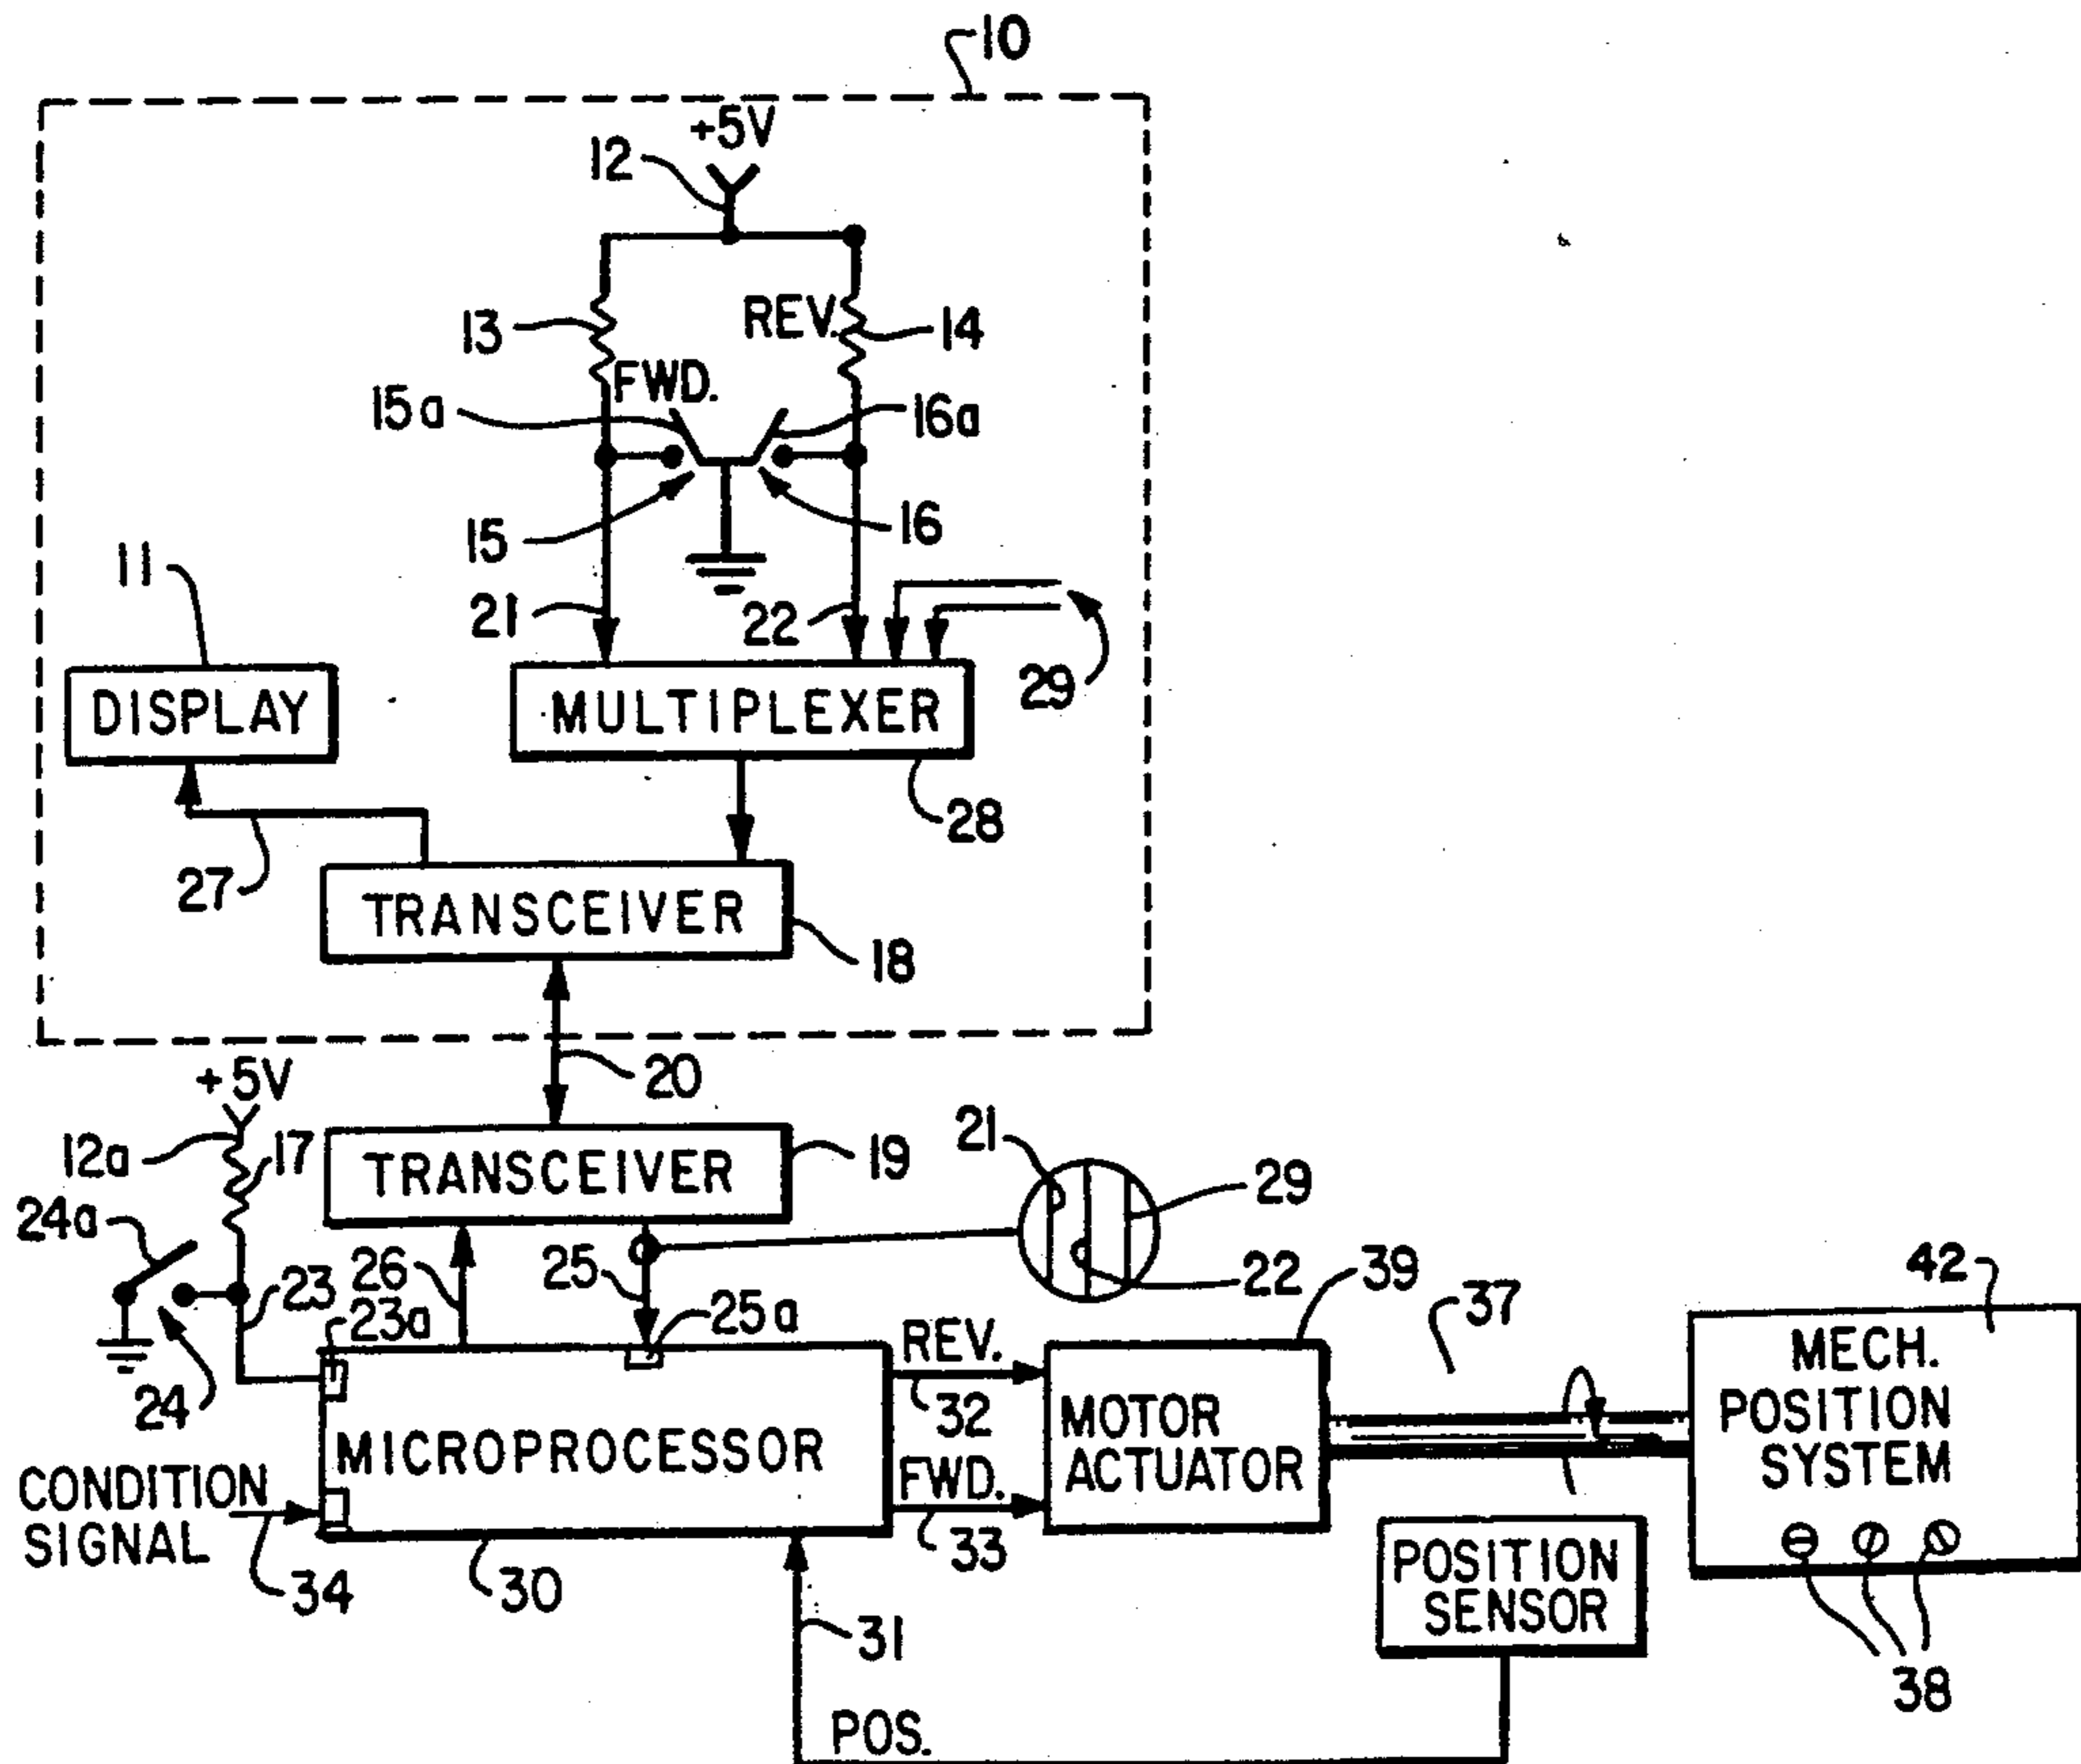 10
+5V
12
13
REV.
14
FWD.
15a
16a
15
16
11
21
22
29
DISPLAY
MULTIPLEXER
28
27
TRANSCEIVER
18
20
+5V
12a
17
TRANSCEIVER
19
21
29
24a
26
25
22
39
37
42
23
23a
25a
24
REV.
32
MICROPROCESSOR
MOTOR
ACTUATOR
MECH.
POSITION
SYSTEM
FWD.
33
CONDITION
SIGNAL
34
30
31
POSITION
SENSOR
38
POS.